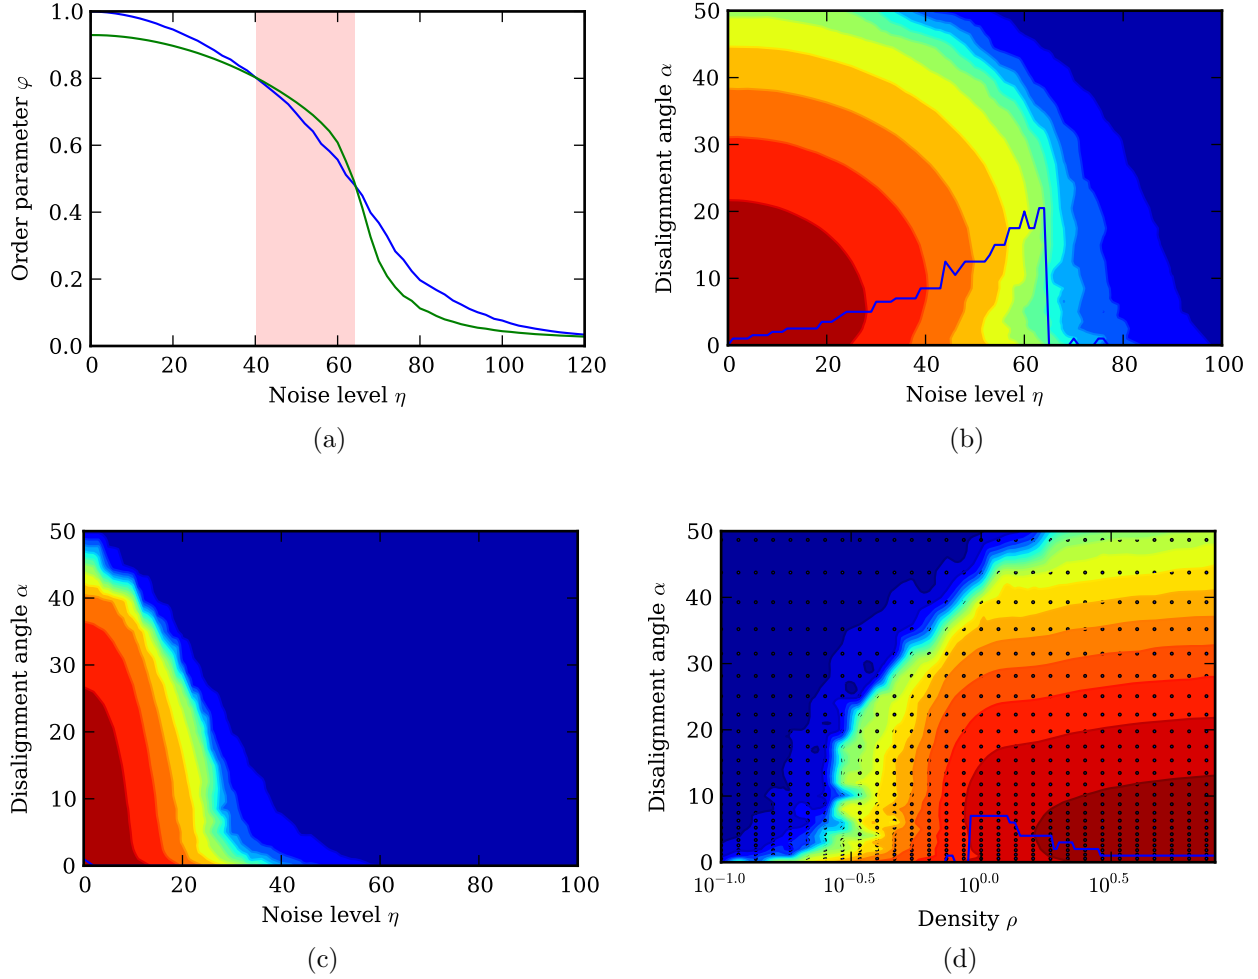 1.0
0.8
0.6
0.4
0.2
0.0
Order parameter φ
0 20 40 60 80 100 120
Noise level η
(a)
50
40
30
20
10
0
Disalignment angle α
0 20 40 60 80 100
Noise level η
(b)
50
40
30
20
10
0
Disalignment angle α
0 20 40 60 80 100
Noise level η
(c)
50
40
30
20
10
0
Disalignment angle α
10^−1.0 10^−0.5 10^0.0 10^0.5
Density ρ
(d)